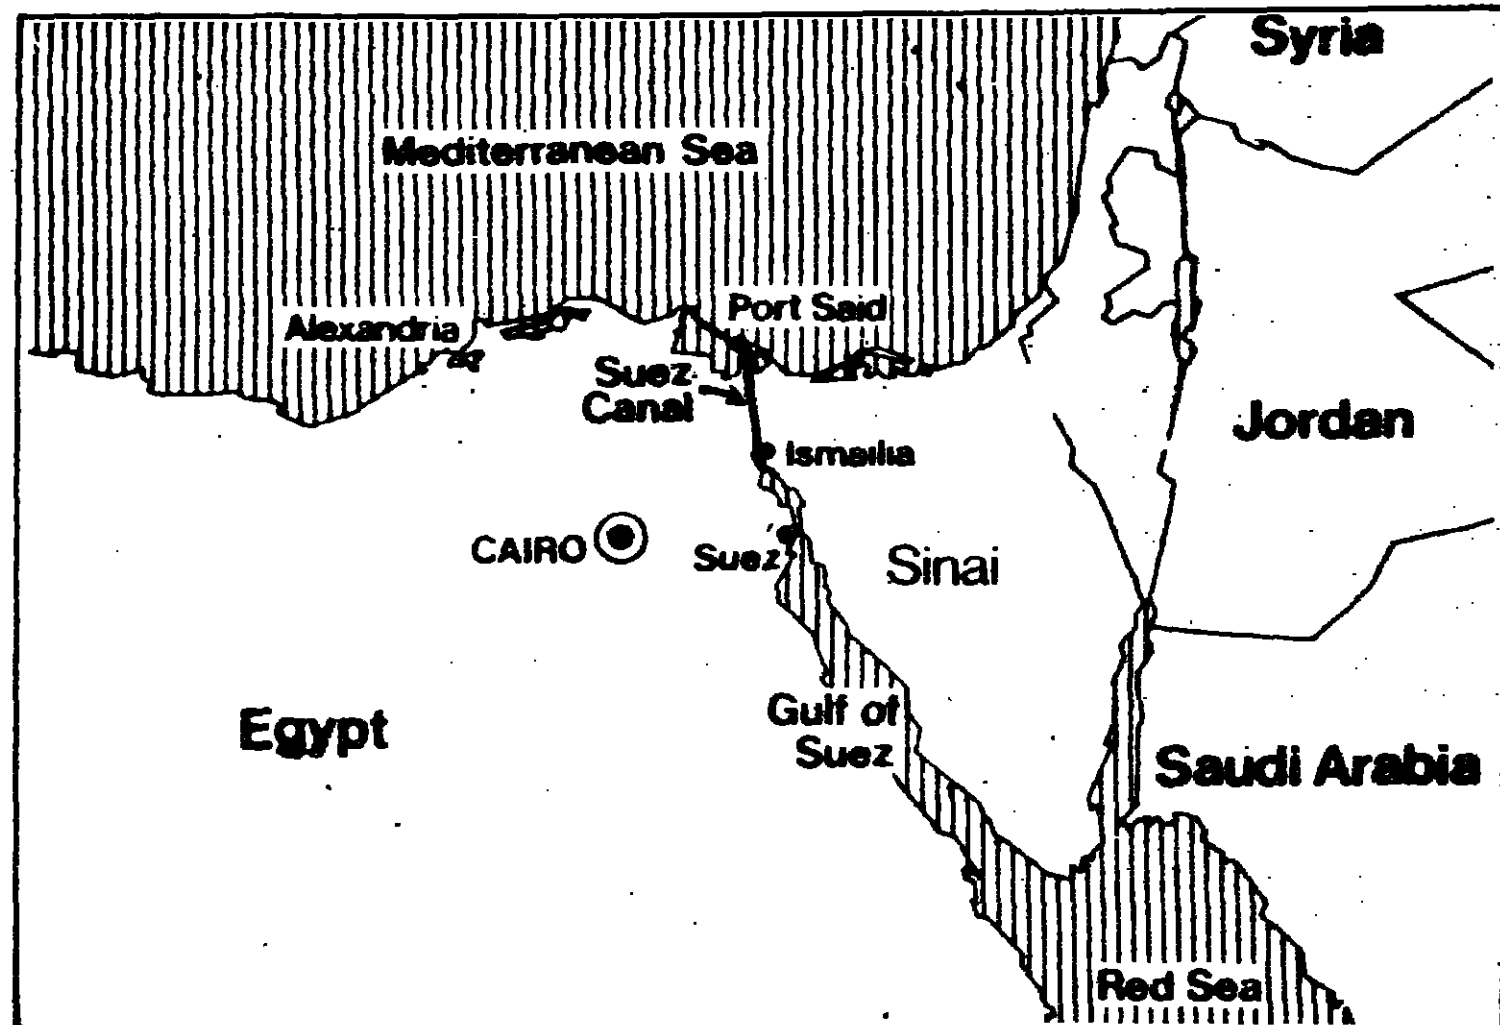 Syria
Mediterranean Sea
Port Said
Alexandria
Suez
Canal
Jordan
Ismailia
CAIRO
Suez
Sinai
Gulf of
Suez
Egypt
Saudi Arabia
Red Sea